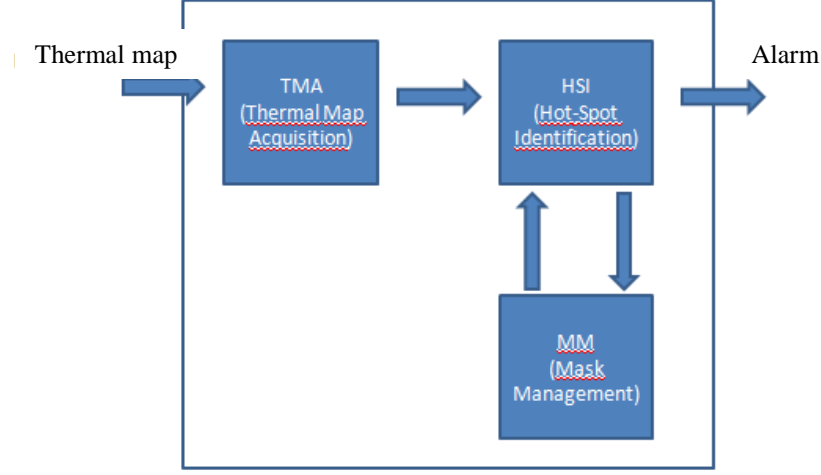 Thermal map
Alarm
TMA
(Thermal Map
Acquisition)
HSI
(Hot-Spot
Identification)
MM
(Mask
Management)